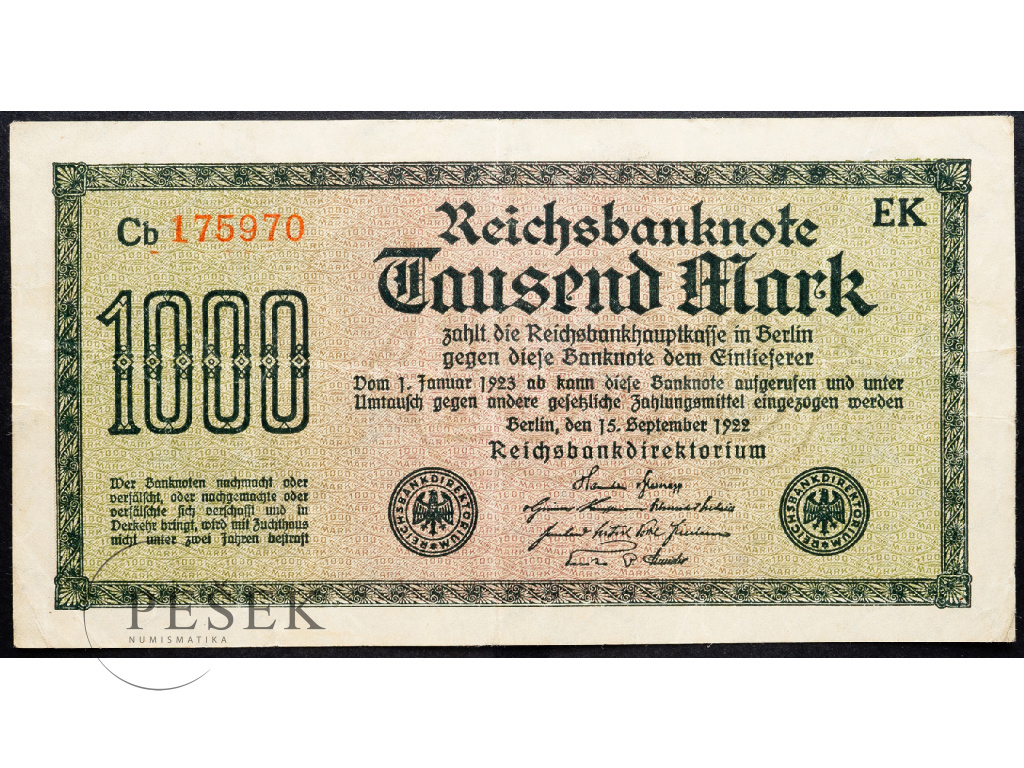 Cb 175970
EK
Reichsbanknote
Tausend Mark
zahlt die Reichsbankhauptkasse in Berlin
gegen diese Banknote dem Einlieferer
Vom 1. Januar 1923 ab kann diese Banknote aufgerufen und unter
Umtausch gegen andere gesetzliche Zahlungsmittel eingezogen werden
Berlin, den 15. September 1922
Reichsbankdirektorium
1000
Wer Banknoten nachmacht oder
verfälscht, oder nachgemachte oder
verfälschte sich verschafft und in
Verkehr bringt, wird mit Zuchthaus
nicht unter zwei Jahren bestraft
REICHSBANKDIREKTORIUM
REICHSBANKDIREKTORIUM
PESEK
NUMISMATIKA